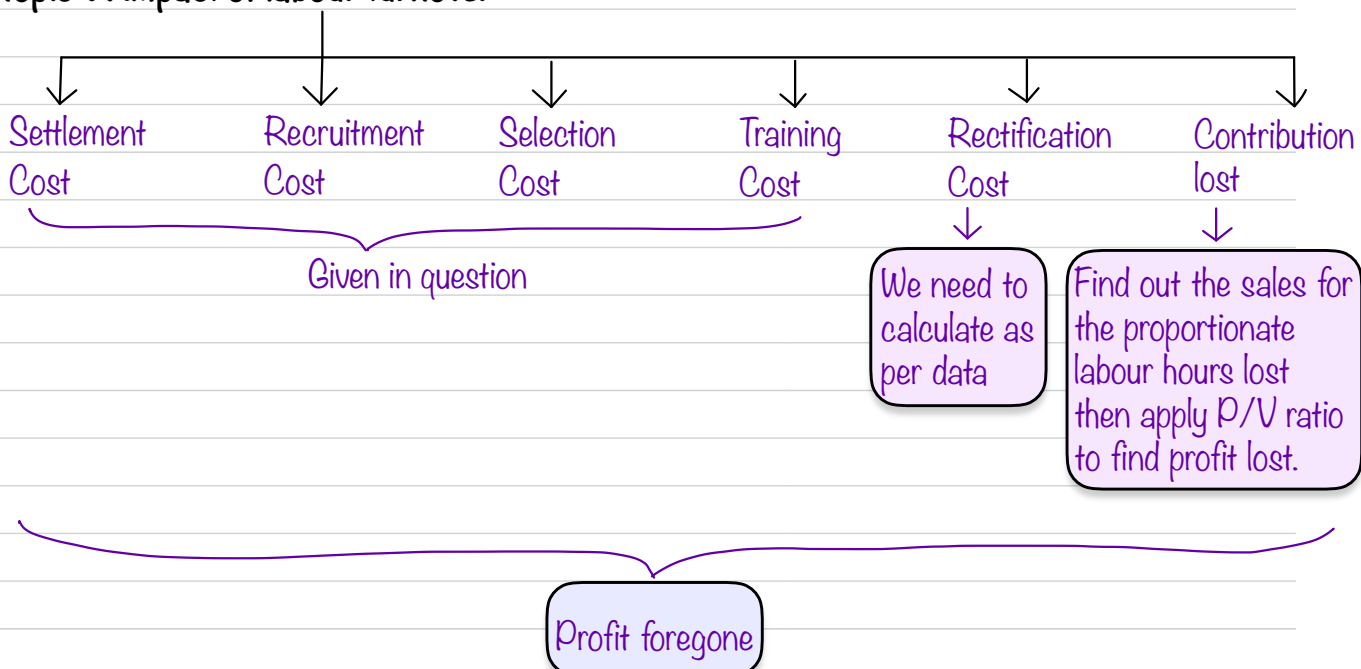 Settlement Cost
Recruitment Cost
Selection Cost
Training Cost
Rectification Cost
Contribution lost
Given in question
We need to
calculate as
per data
Find out the sales for
the proportionate
labour hours lost
then apply P/V ratio
to find profit lost.
Profit foregone